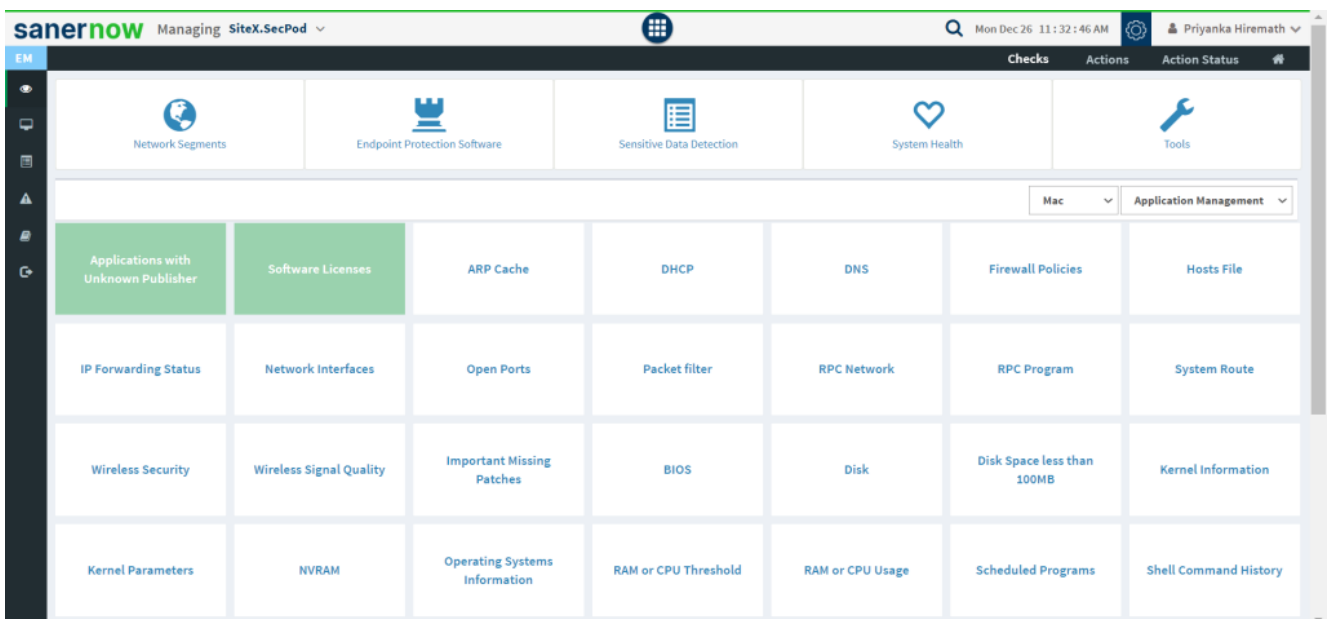 sanernow Managing SiteX.SecPod Mon Dec 26 11:32:46 AM Priyanka Hiremath
EM Checks Actions Action Status
Network Segments Endpoint Protection Software Sensitive Data Detection System Health Tools
Mac Application Management
Applications with
Unknown Publisher
Software Licenses
ARP Cache
DHCP
DNS
Firewall Policies
Hosts File
IP Forwarding Status
Network Interfaces
Open Ports
Packet filter
RPC Network
RPC Program
System Route
Wireless Security
Wireless Signal Quality
Important Missing
Patches
BIOS
Disk
Disk Space less than
100MB
Kernel Information
Kernel Parameters
NVRAM
Operating Systems
Information
RAM or CPU Threshold
RAM or CPU Usage
Scheduled Programs
Shell Command History